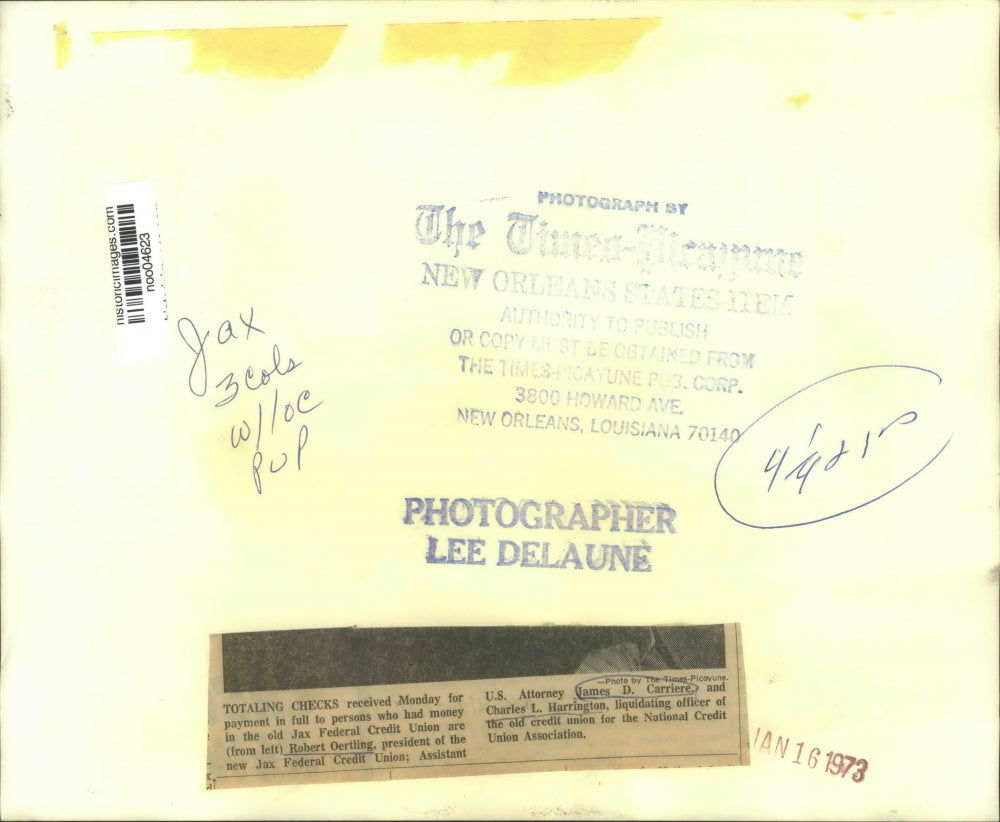 PHOTOGRAPH BY
The Times-Picayune
NEW ORLEANS STATES-ITEM
AUTHORITY TO PUBLISH
OR COPY MUST BE OBTAINED FROM
THE TIMES-PICAYUNE PUB. CORP.
3800 HOWARD AVE.
NEW ORLEANS, LOUISIANA 70140
historicimages.com
noo04623
Jax
3 cols
w/loc
PUP
PHOTOGRAPHER
LEE DELAUNE
—Photo by The Times-Picayune.
TOTALING CHECKS received Monday for
payment in full to persons who had money
in the old Jax Federal Credit Union are
(from left) Robert Oertling, president of the
new Jax Federal Credit Union; Assistant
U.S. Attorney James D. Carriere, and
Charles L. Harrington, liquidating officer of
the old credit union for the National Credit
Union Association.
JAN 16 1973